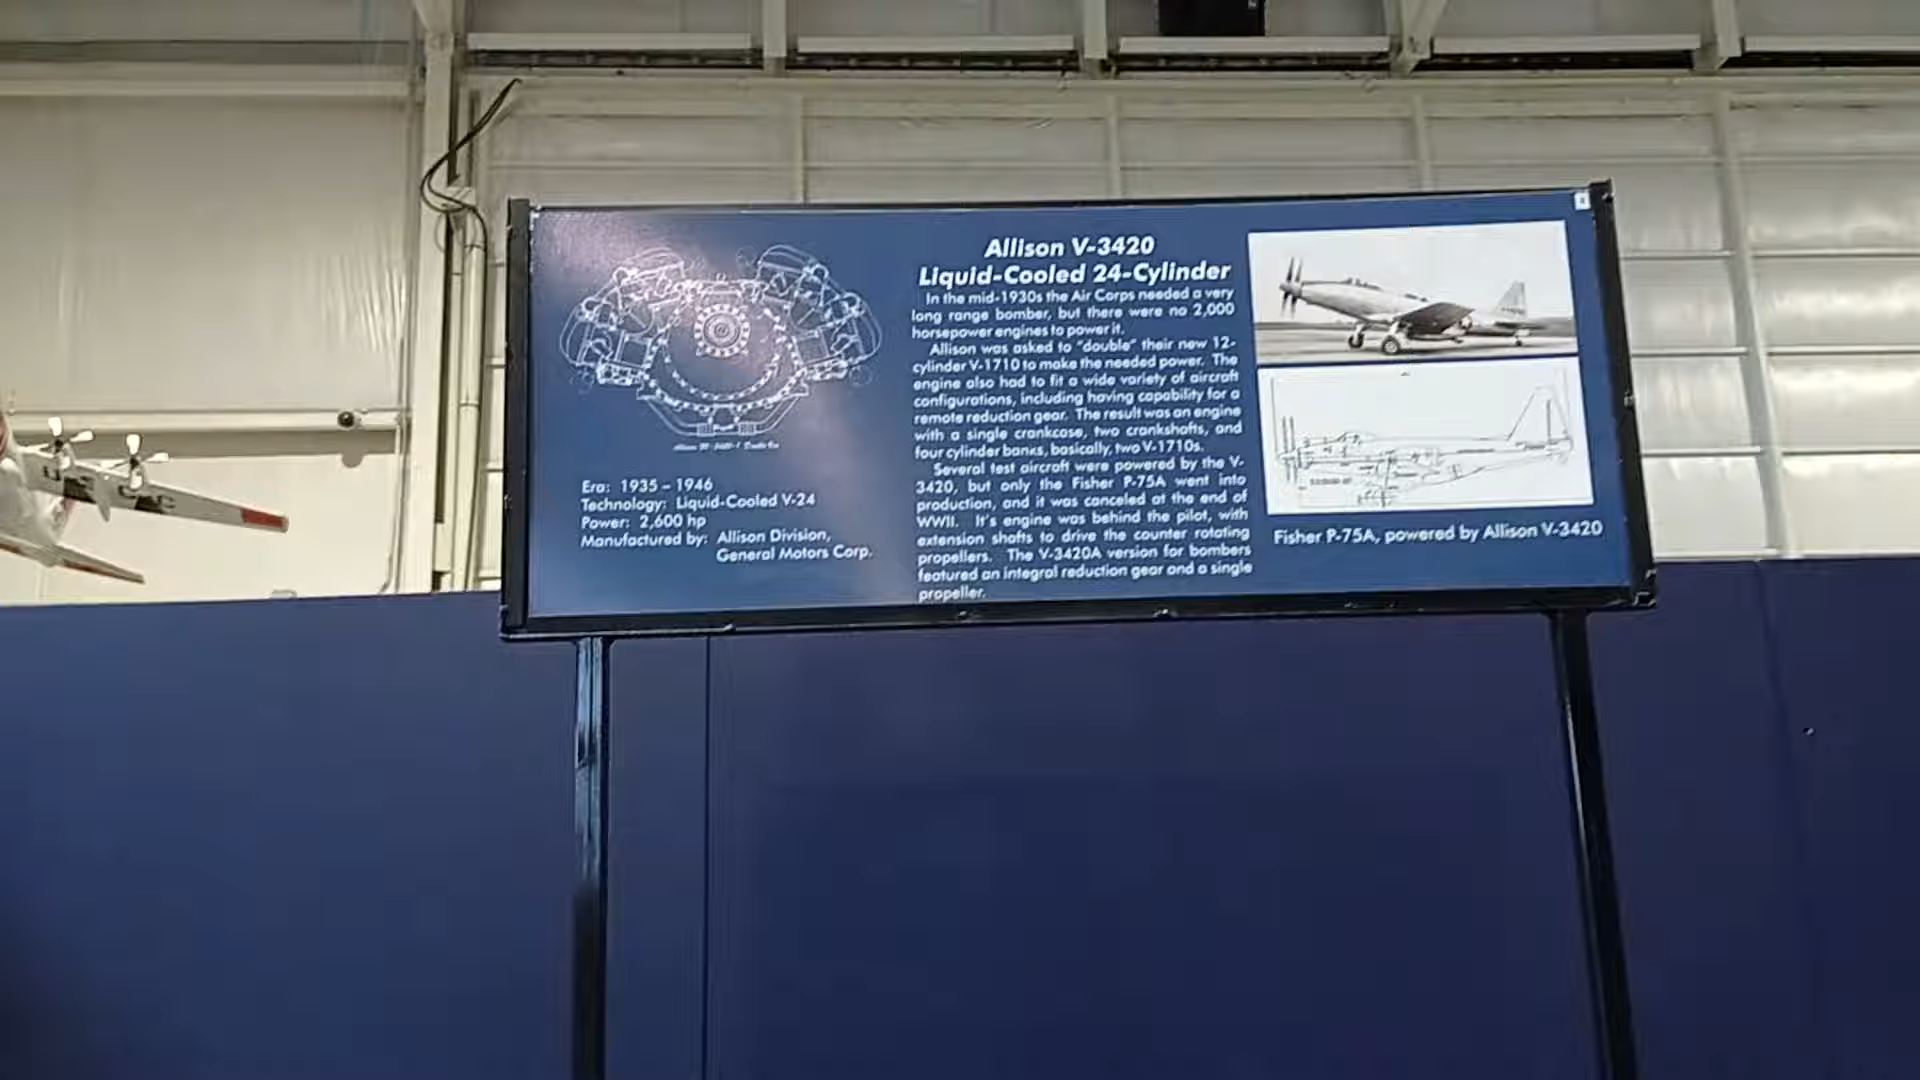 Allison V-3420
Liquid-Cooled 24-Cylinder
In the mid-1930s the Air Corps needed a very
long range bomber, but there were no 2,000
horsepower engines to power it.
Allison was asked to "double" their new 12-
cylinder V-1710 to make the needed power. The
engine also had to fit a wide variety of aircraft
configurations, including having capability for a
remote reduction gear. The result was an engine
with a single crankcase, two crankshafts, and
four cylinder banks, basically, two V-1710s.
Several test aircraft were powered by the V-
3420, but only the Fisher P-75A went into
production, and it was canceled at the end of
WWII. It's engine was behind the pilot, with
extension shafts to drive the counter rotating
propellers. The V-3420A version for bombers
featured an integral reduction gear and a single
propeller.
Era: 1935 – 1946
Technology: Liquid-Cooled V-24
Power: 2,600 hp
Manufactured by: Allison Division,
General Motors Corp.
Fisher P-75A, powered by Allison V-3420